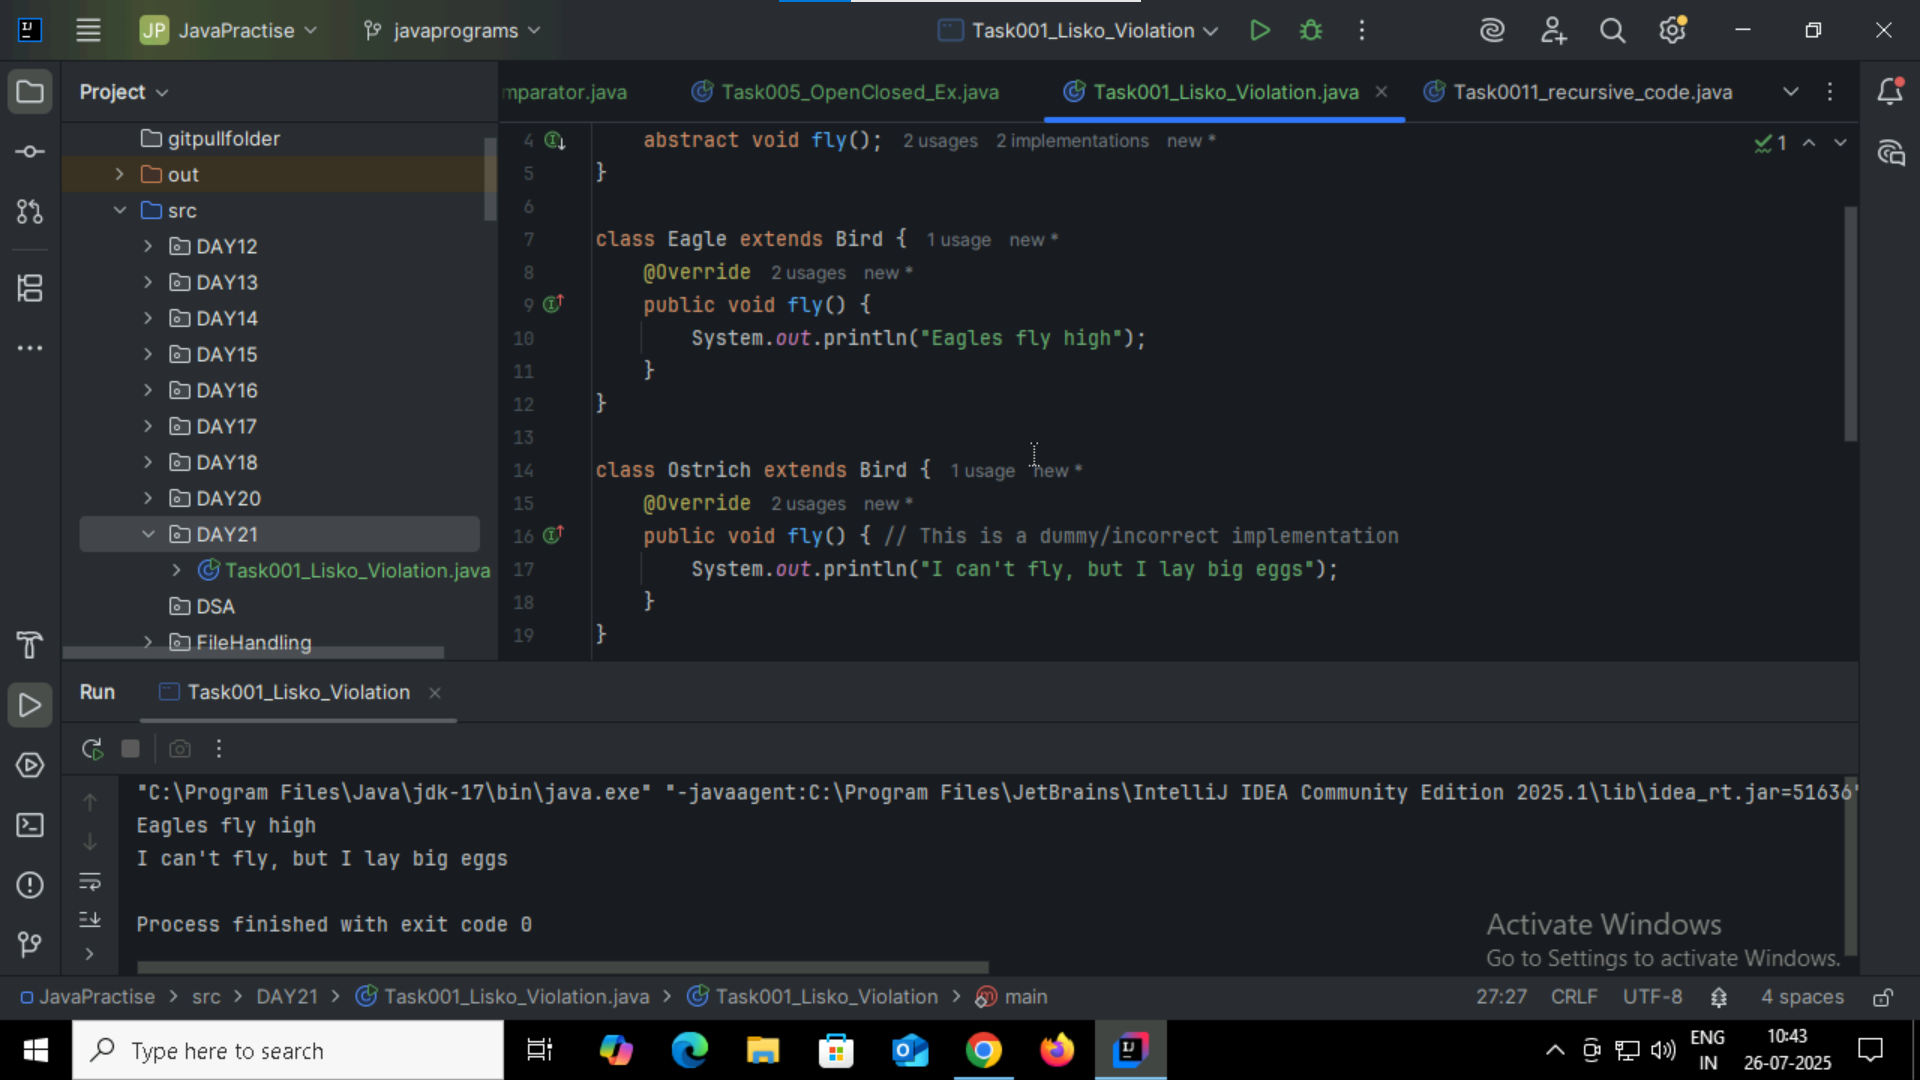 JP JavaPractise javaprograms Task001_Lisko_Violation
Project
mparator.java Task005_OpenClosed_Ex.java Task001_Lisko_Violation.java Task0011_recursive_code.java
gitpullfolder
out
src
DAY12
DAY13
DAY14
DAY15
DAY16
DAY17
DAY18
DAY20
DAY21
Task001_Lisko_Violation.java
DSA
FileHandling
4 abstract void fly(); 2 usages 2 implementations new *
1
5 }
6
7 class Eagle extends Bird { 1 usage new *
8 @Override 2 usages new *
9 public void fly() {
10 System.out.println("Eagles fly high");
11 }
12 }
13
14 class Ostrich extends Bird { 1 usage new *
15 @Override 2 usages new *
16 public void fly() { // This is a dummy/incorrect implementation
17 System.out.println("I can't fly, but I lay big eggs");
18 }
19 }
Run Task001_Lisko_Violation
"C:\Program Files\Java\jdk-17\bin\java.exe" "-javaagent:C:\Program Files\JetBrains\IntelliJ IDEA Community Edition 2025.1\lib\idea_rt.jar=51636"
Eagles fly high
I can't fly, but I lay big eggs
Process finished with exit code 0
Activate Windows
Go to Settings to activate Windows.
JavaPractise > src > DAY21 > Task001_Lisko_Violation.java > Task001_Lisko_Violation > main
27:27 CRLF UTF-8 4 spaces
Type here to search
ENG
IN
10:43
26-07-2025